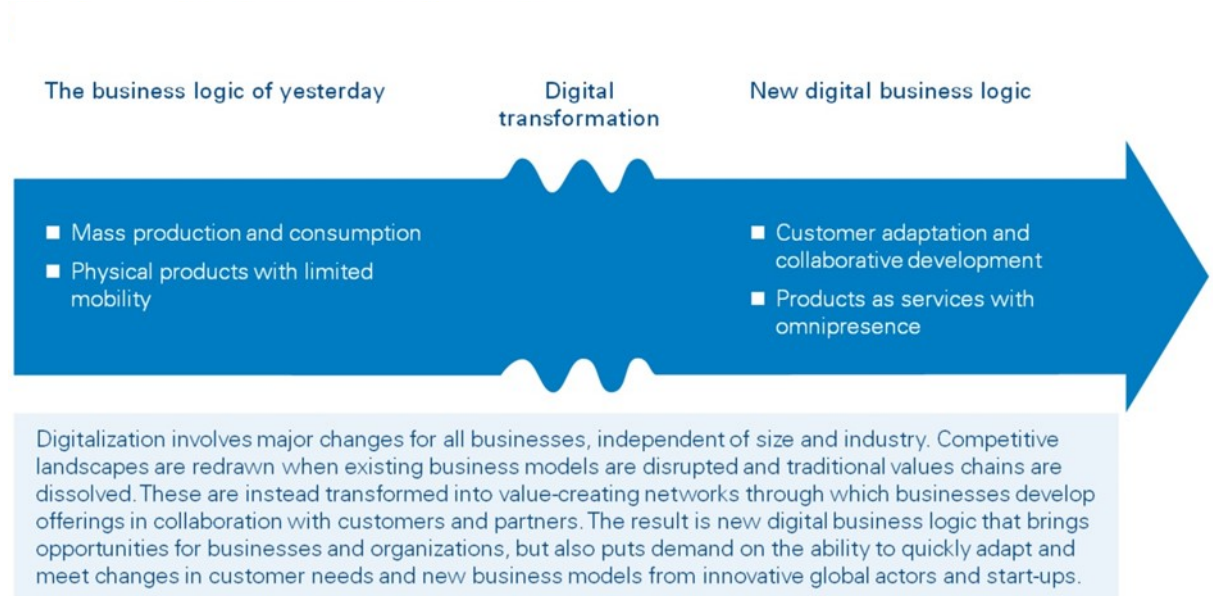 The business logic of yesterday
Digital
transformation
New digital business logic
Mass production and consumption
Physical products with limited
mobility
Customer adaptation and
collaborative development
Products as services with
omnipresence
Digitalization involves major changes for all businesses, independent of size and industry. Competitive
landscapes are redrawn when existing business models are disrupted and traditional values chains are
dissolved. These are instead transformed into value-creating networks through which businesses develop
offerings in collaboration with customers and partners. The result is new digital business logic that brings
opportunities for businesses and organizations, but also puts demand on the ability to quickly adapt and
meet changes in customer needs and new business models from innovative global actors and start-ups.